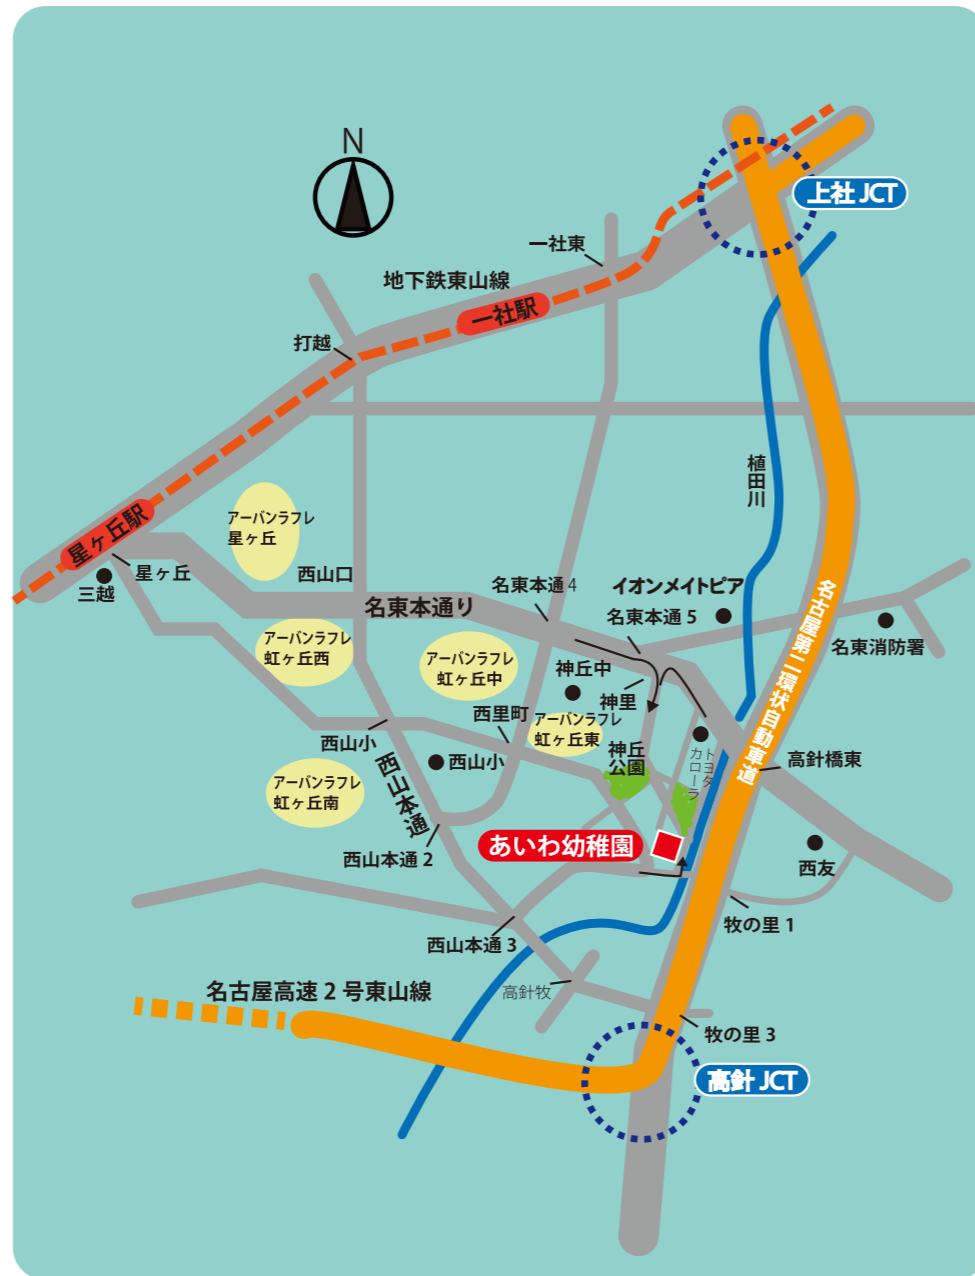 N
上社 JCT
一社東
地下鉄東山線
一社駅
打越
植田川
星ヶ丘駅
アーバンラフレ
星ヶ丘
星ヶ丘
三越
西山口
名東本通り
名東本通 4
イオンメイトピア
名東本通 5
名古屋第二環状自動車道
名東消防署
アーバンラフレ
虹ヶ丘西
アーバンラフレ
虹ヶ丘中
神丘中
神里
西里町
アーバンラフレ
虹ヶ丘東
西山小
西山小
神丘
公園
トヨタ
カローラ
高針橋東
アーバンラフレ
虹ヶ丘南
西山本通
西山本通 2
あいわ幼稚園
西友
西山本通 3
牧の里 1
高針牧
名古屋高速 2 号東山線
牧の里 3
高針 JCT